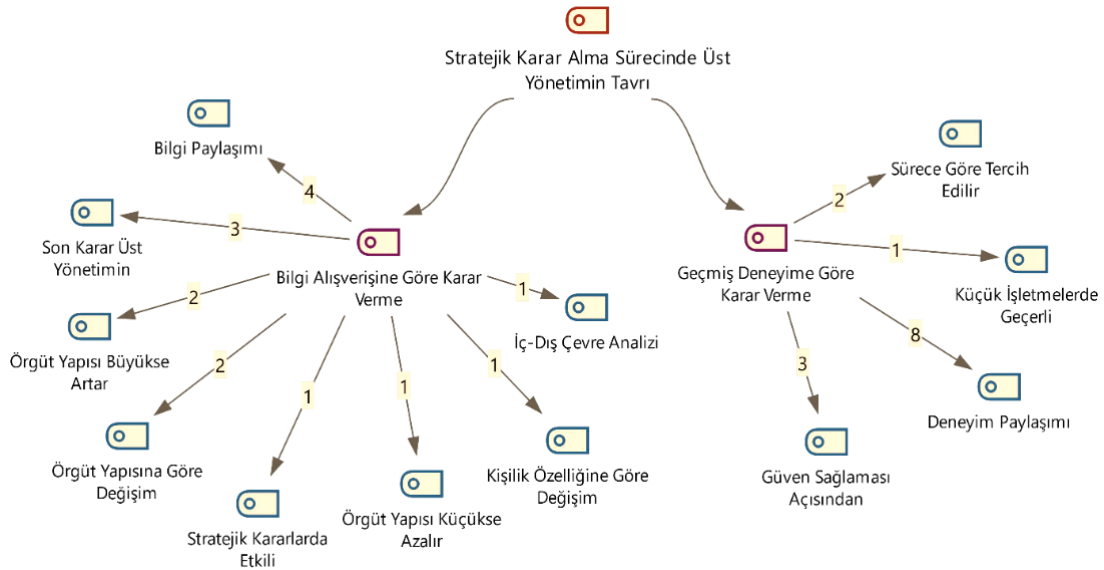 Stratejik Karar Alma Sürecinde Üst
Yönetimin Tavrı
Bilgi Paylaşımı
4
Son Karar Üst
Yönetimin
3
Bilgi Alışverişine Göre Karar
Verme
Örgüt Yapısı Büyükse
Artar
2
Örgüt Yapısına Göre
Değişim
2
Stratejik Kararlarda
Etkili
1
Örgüt Yapısı Küçükse
Azalır
1
Kişilik Özelliğine Göre
Değişim
1
İç-Dış Çevre Analizi
1
Geçmiş Deneyime Göre
Karar Verme
Sürece Göre Tercih
Edilir
2
Küçük İşletmelerde
Geçerli
1
Deneyim Paylaşımı
8
Güven Sağlaması
Açısından
3